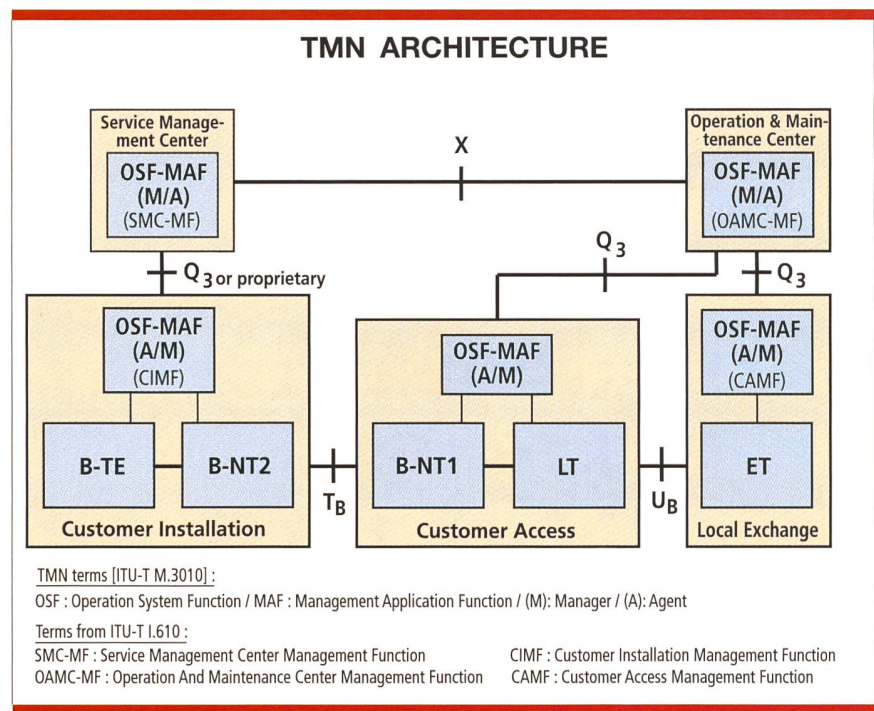 TMN ARCHITECTURE
Service Manage-
ment Center
OSF-MAF
(M/A)
(SMC-MF)
X
Operation & Main-
tenance Center
OSF-MAF
(M/A)
(OAMC-MF)
Q3 or proprietary
Q3
Q3
OSF-MAF
(A/M)
(CIMF)
B-TE
B-NT2
Customer Installation
TB
OSF-MAF
(A/M)
B-NT1
LT
Customer Access
UB
OSF-MAF
(A/M)
(CAMF)
ET
Local Exchange
TMN terms [ITU-T M.3010] :
OSF : Operation System Function / MAF : Management Application Function / (M): Manager / (A): Agent
Terms from ITU-T I.610 :
SMC-MF : Service Management Center Management Function
CIMF : Customer Installation Management Function
OAMC-MF : Operation And Maintenance Center Management Function
CAMF : Customer Access Management Function